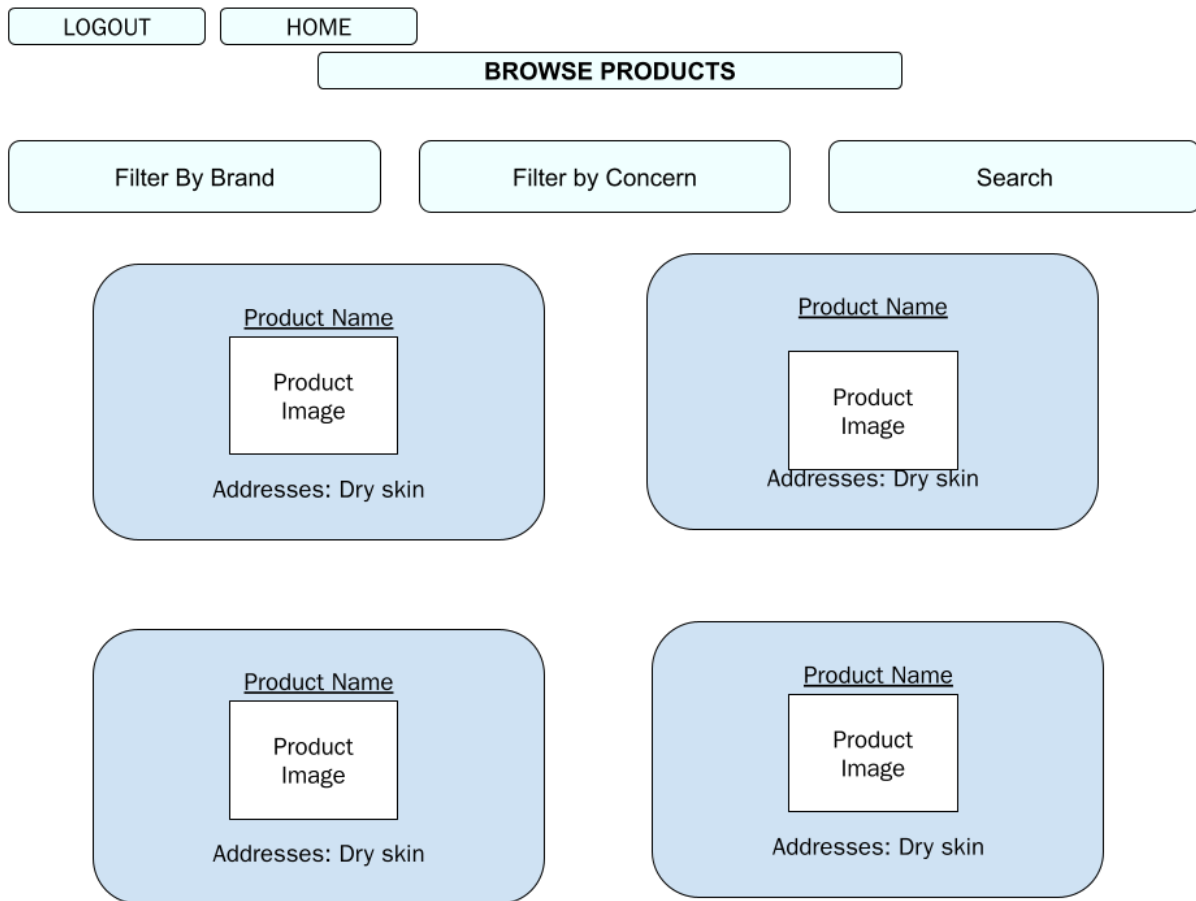 LOGOUT
HOME
BROWSE PRODUCTS
Filter By Brand
Filter by Concern
Search
Product Name
Product
Image
Addresses: Dry skin
Product Name
Product
Image
Addresses: Dry skin
Product Name
Product
Image
Addresses: Dry skin
Product Name
Product
Image
Addresses: Dry skin